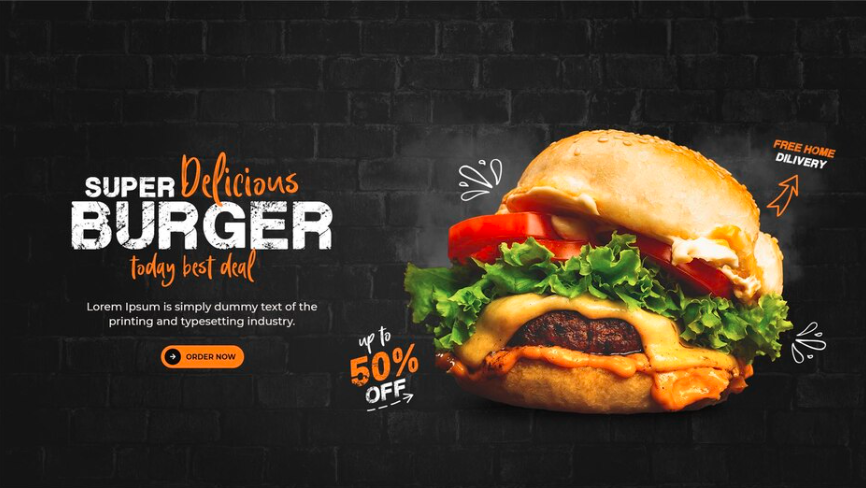 SUPER Delicious
BURGER
today best deal
Lorem Ipsum is simply dummy text of the
printing and typesetting industry.
ORDER NOW
up to
50%
OFF
FREE HOME
DILIVERY